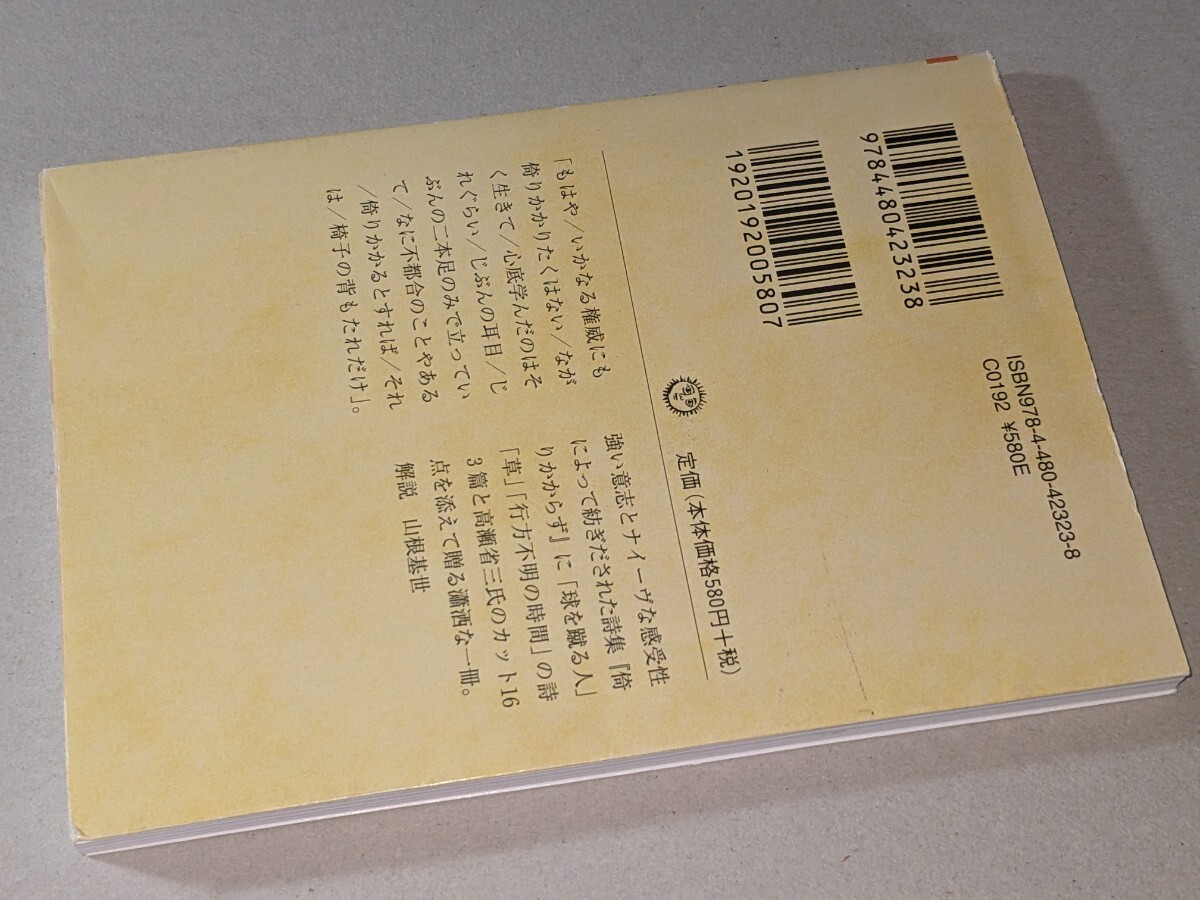 9784480423238
1920192005807
ISBN978-4-480-42323-8
C0192 ¥580E
定価(本体価格580円+税)
「もはや/いかなる権威にも
倚りかかりたくはない/なが
く生きて/心底学んだのはそ
れぐらい/じぶんの耳目/じ
ぶんの二本足のみで立ってい
て/なに不都合のことやある
/倚りかかるとすれば/それ
は/椅子の背もたれだけ」。
強い意志とナイーヴな感受性
によって紡ぎだされた詩集『倚
りかからず』に「球を蹴る人」
「草」「行方不明の時間」の詩
3篇と高瀬省三氏のカット16
点を添えて贈る瀟洒な一冊。
解説 山根基世